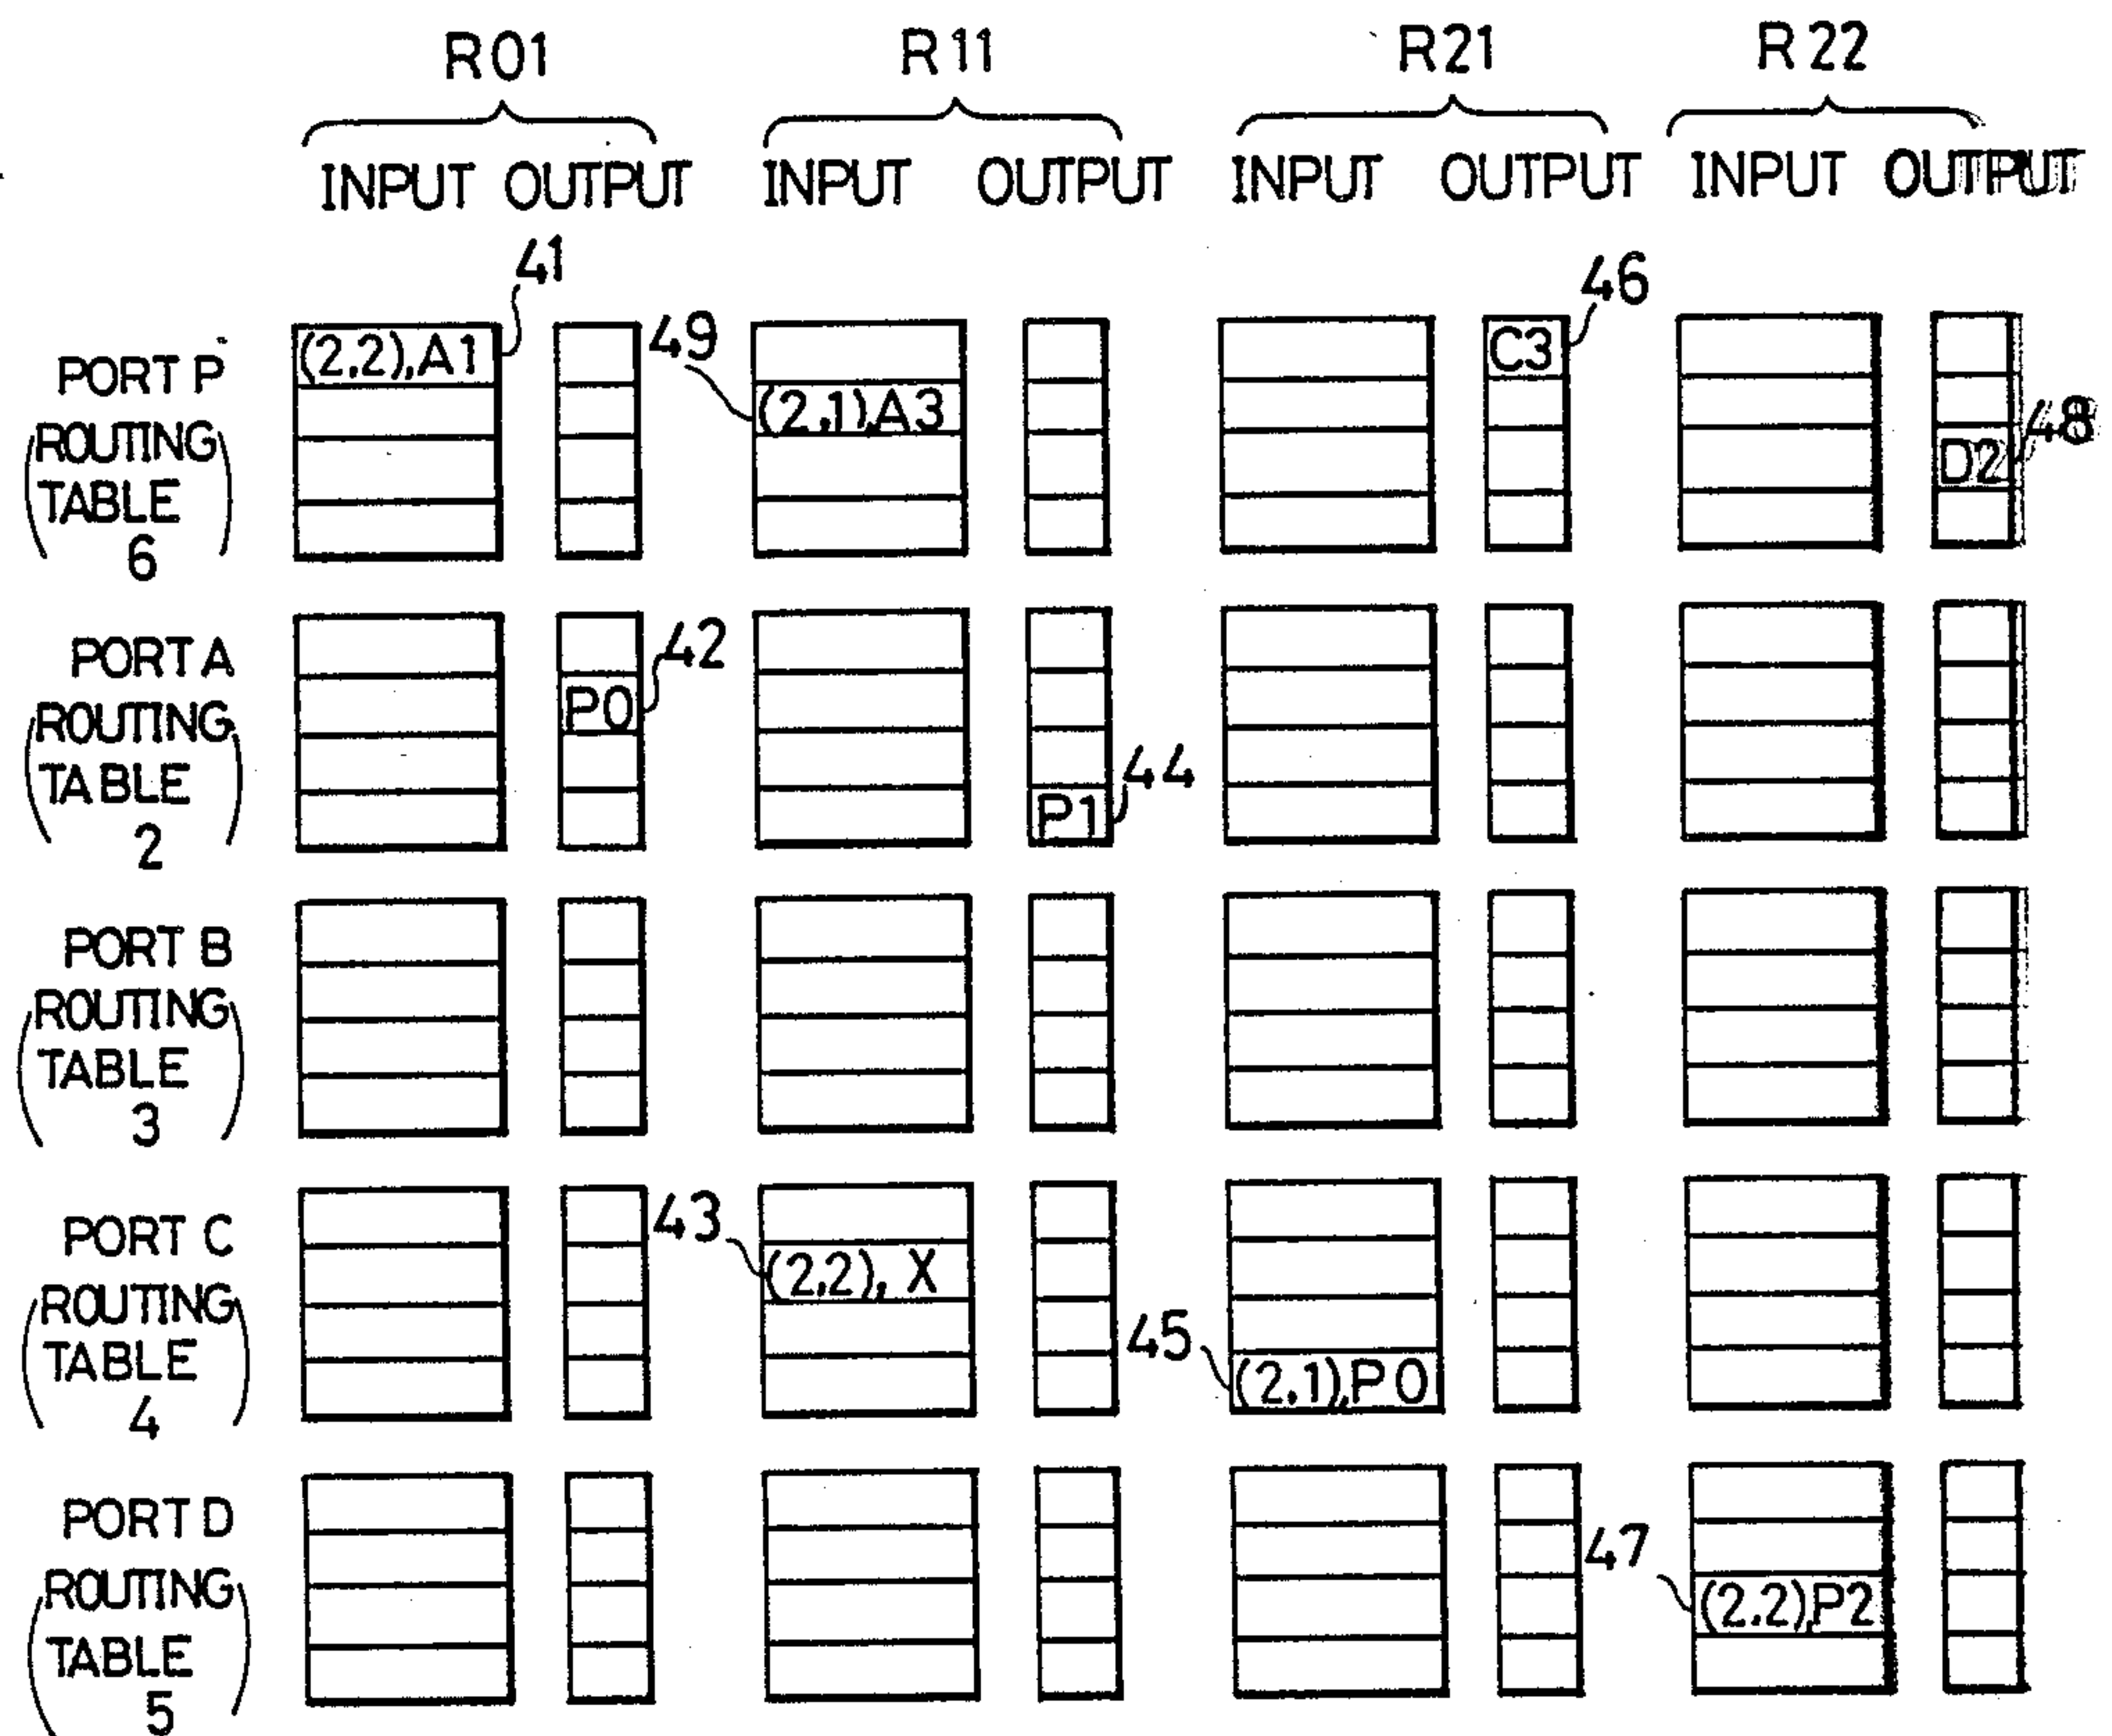 R01 R11 R21 R22
INPUT OUTPUT INPUT OUTPUT INPUT OUTPUT INPUT OUTPUT
41
46
49
PORT P
(ROUTING
TABLE
6)
(2,2),A1
(2,1),A3
C3
D2
48
PORT A
(ROUTING
TABLE
2)
42
P0
44
P1
PORT B
(ROUTING
TABLE
3)
PORT C
(ROUTING
TABLE
4)
43
(2,2), X
45
(2,1),P0
PORT D
(ROUTING
TABLE
5)
47
(2,2),P2